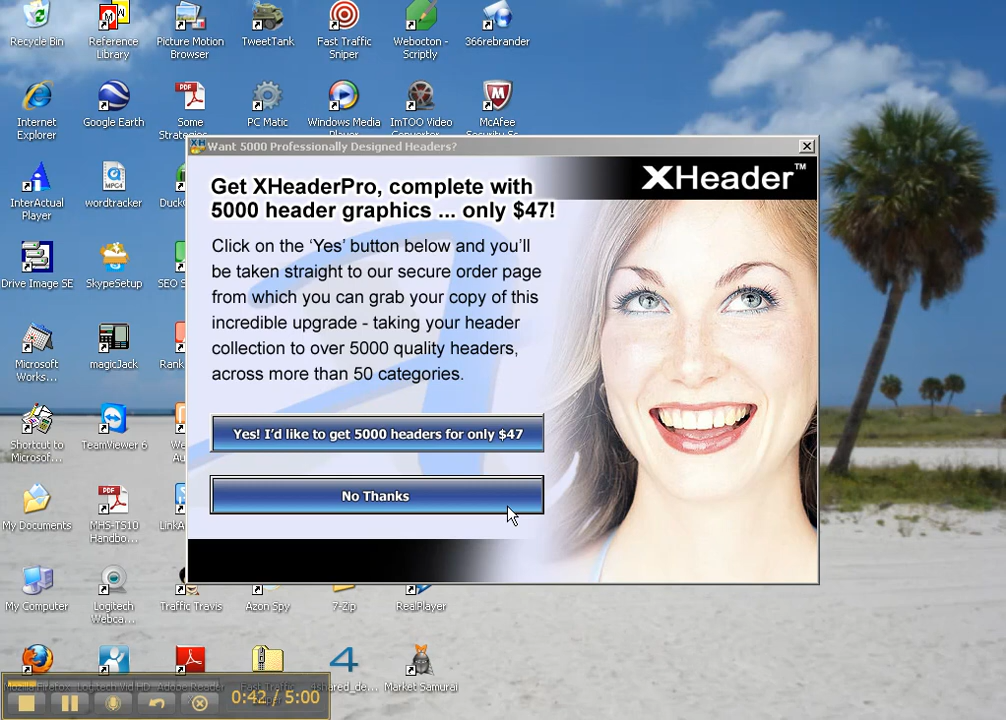 Recycle Bin
Reference Library
Picture Motion Browser
TweetTank
Fast Traffic Sniper
Webocton - Scriptly
366rebrander
Internet Explorer
Google Earth
PDF
Some
PC Matic
Windows Media
ImTOO Video
McAfee
Want 5000 Professionally Designed Headers?
XHeader™
Get XHeaderPro, complete with
5000 header graphics ... only $47!
Click on the ‘Yes’ button below and you’ll
be taken straight to our secure order page
from which you can grab your copy of this
incredible upgrade - taking your header
collection to over 5000 quality headers,
across more than 50 categories.
Yes! I’d like to get 5000 headers for only $47
No Thanks
InterActual Player
MPEG4
wordtracker
Drive Image SE
SkypeSetup
SEO S
Microsoft Works...
magicJack
Rank
Shortcut to Microsof...
TeamViewer 6
My Documents
PDF
MHS-TS10 Handbo...
LinkA
My Computer
Logitech Webca...
Traffic Travis
Azon Spy
7-Zip
RealPlayer
Market Samurai
0:42 / 5:00